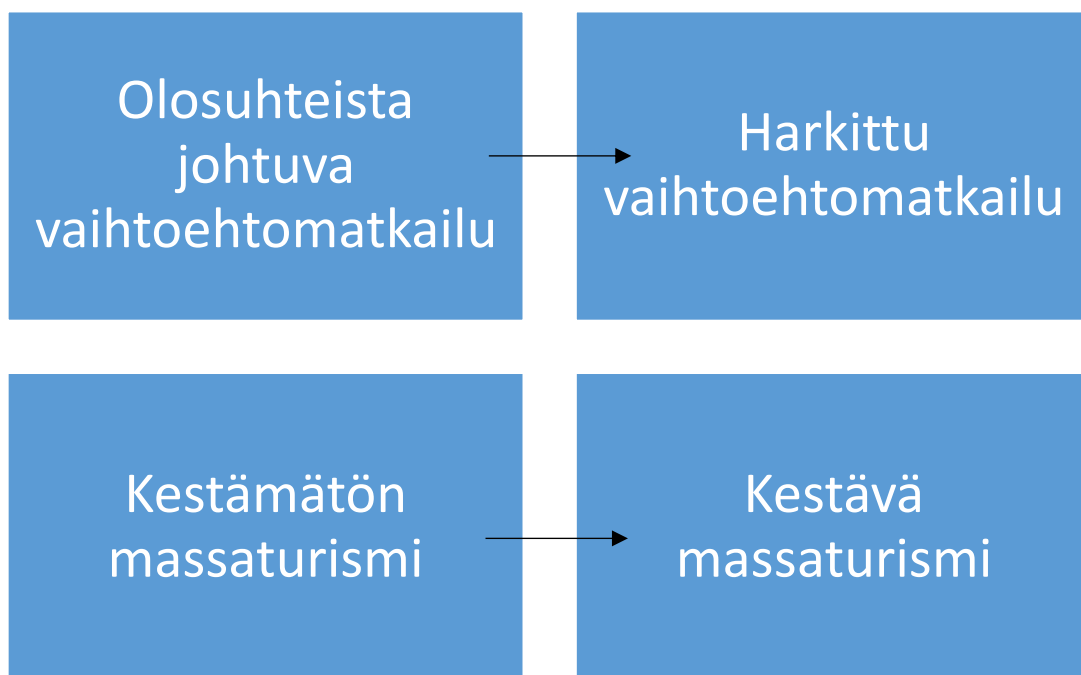 Olosuhteista
johtuva
vaihtoehtomatkailu
Harkittu
vaihtoehtomatkailu
Kestämätön
massaturismi
Kestävä
massaturismi